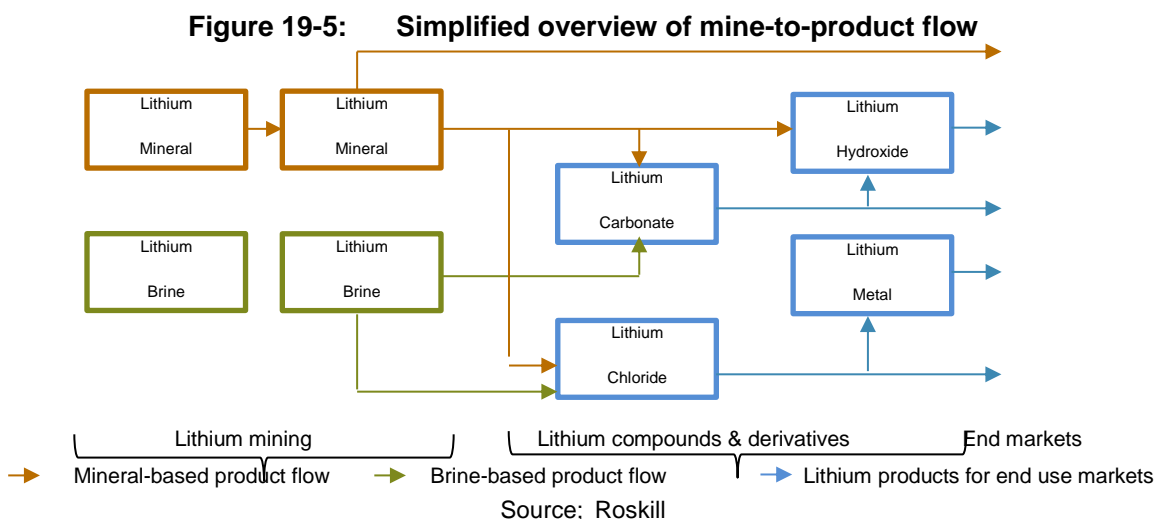 Figure 19-5: Simplified overview of mine-to-product flow
Lithium
Mineral
Lithium
Mineral
Lithium
Hydroxide
Lithium
Carbonate
Lithium
Brine
Lithium
Brine
Lithium
Metal
Lithium
Chloride
Lithium mining
Lithium compounds & derivatives
End markets
Mineral-based product flow
Brine-based product flow
Lithium products for end use markets
Source; Roskill